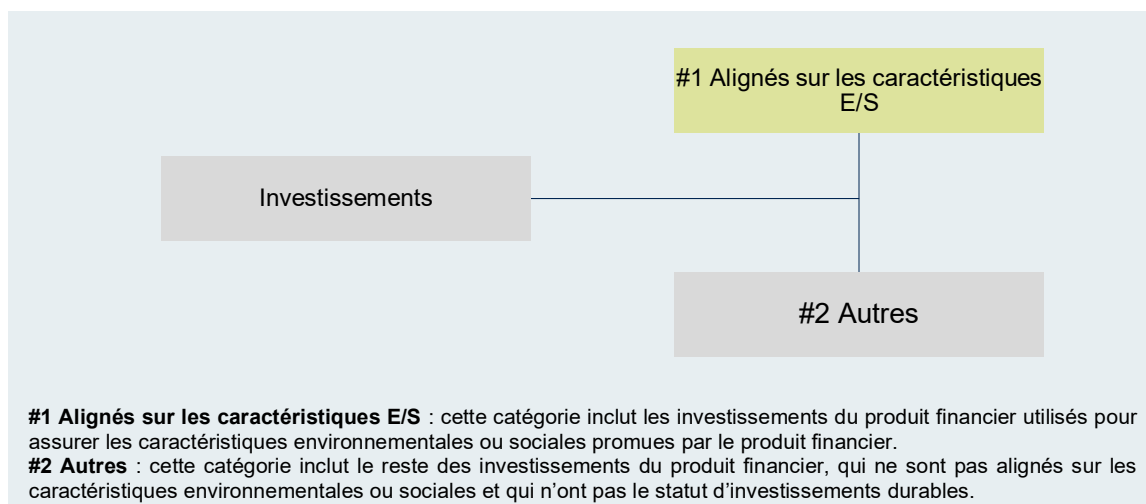 #1 Alignés sur les caractéristiques
E/S
Investissements
#2 Autres
#1 Alignés sur les caractéristiques E/S : cette catégorie inclut les investissements du produit financier utilisés pour
assurer les caractéristiques environnementales ou sociales promues par le produit financier.
#2 Autres : cette catégorie inclut le reste des investissements du produit financier, qui ne sont pas alignés sur les
caractéristiques environnementales ou sociales et qui n’ont pas le statut d’investissements durables.